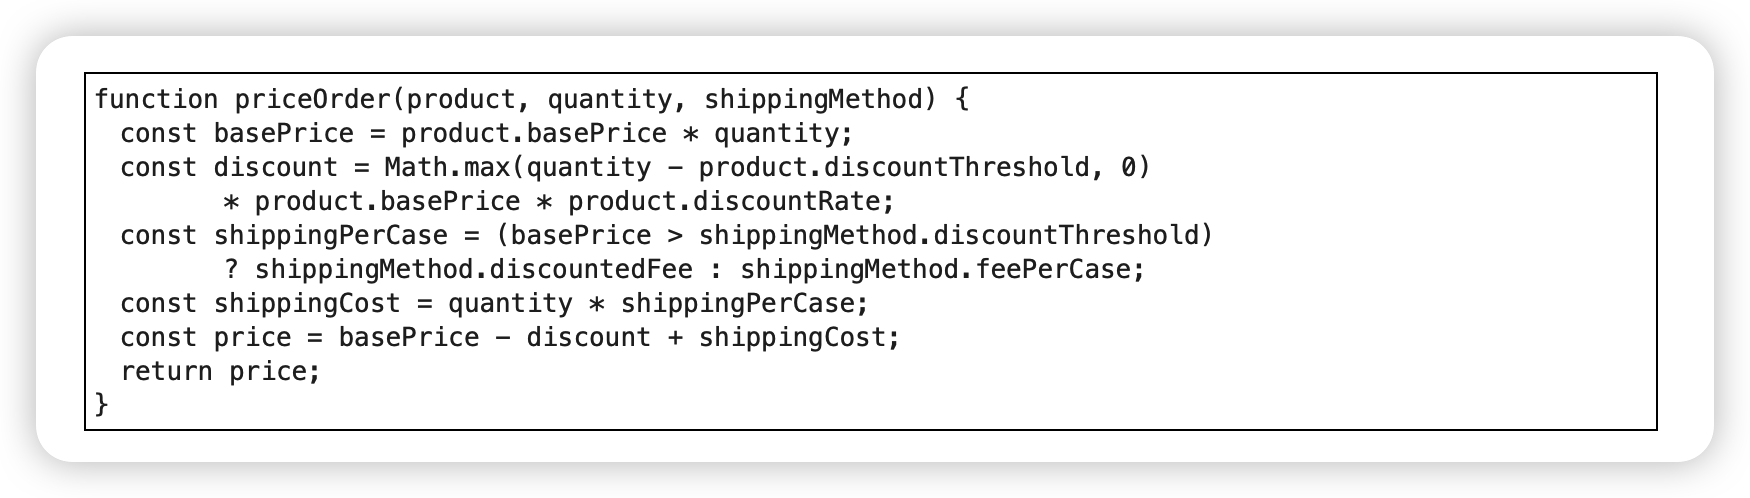 function priceOrder(product, quantity, shippingMethod) {
  const basePrice = product.basePrice * quantity;
  const discount = Math.max(quantity - product.discountThreshold, 0)
        * product.basePrice * product.discountRate;
  const shippingPerCase = (basePrice > shippingMethod.discountThreshold)
        ? shippingMethod.discountedFee : shippingMethod.feePerCase;
  const shippingCost = quantity * shippingPerCase;
  const price = basePrice - discount + shippingCost;
  return price;
}